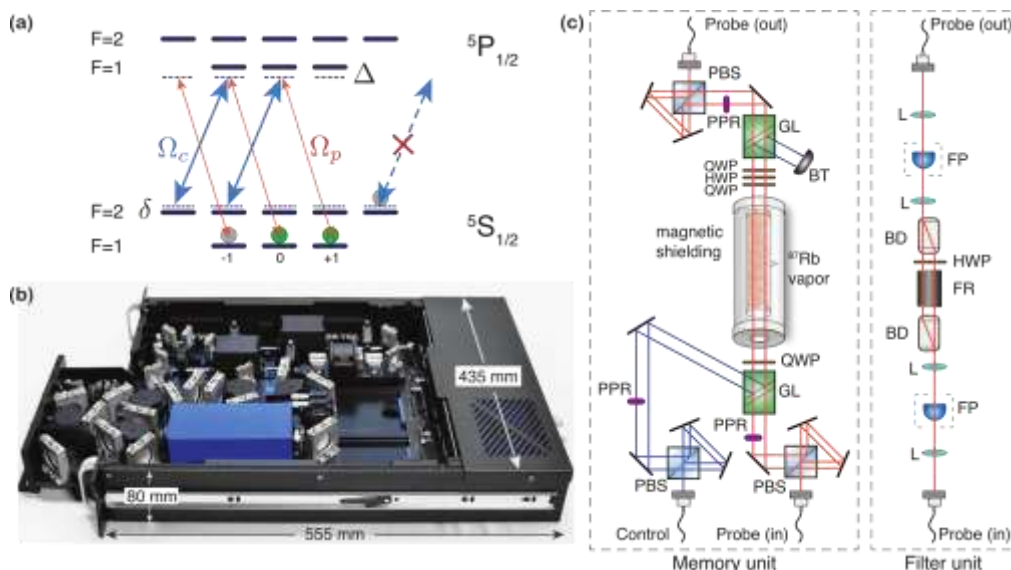 (a)
F=2
⁵P₁/₂
F=1
Δ
Ω_c
Ω_p
F=2
δ
⁵S₁/₂
F=1
-1
0
+1
(b)
435 mm
80 mm
555 mm
(c)
Probe (out)
PBS
PPR
GL
BT
QWP
HWP
QWP
magnetic
shielding
⁸⁷Rb
vapor
QWP
GL
PPR
PPR
PBS
PBS
Control
Probe (in)
Memory unit
Probe (out)
L
FP
L
BD
HWP
FR
BD
L
FP
L
Probe (in)
Filter unit